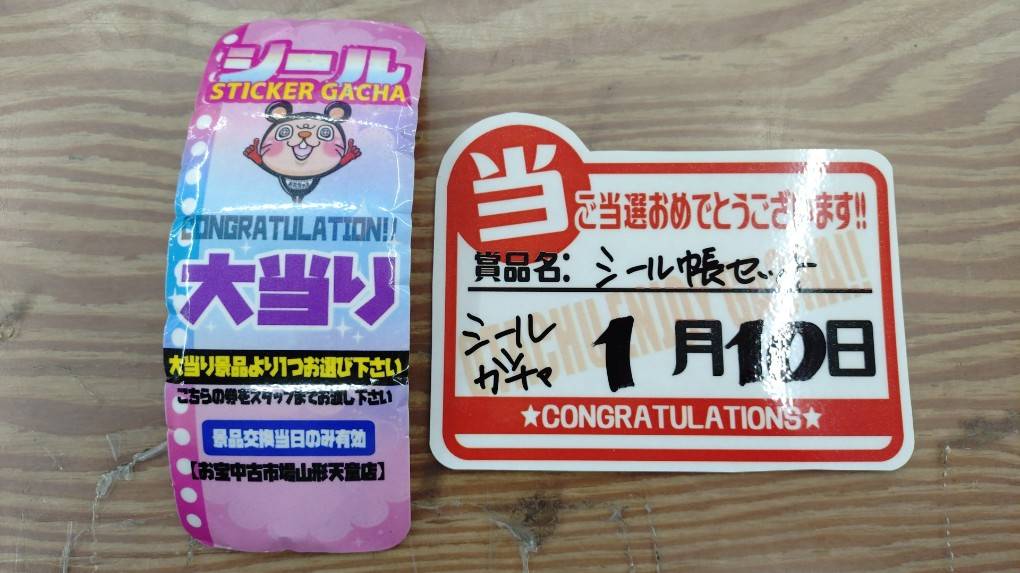 シール
STICKER GACHA
CONGRATULATION!!
大当り
大当り景品より1つお選び下さい
こちらの券をスタッフまでお渡し下さい
景品交換当日のみ有効
【お宝中古市場山形天童店】
当
ご当選おめでとうございます!!
賞品名: シール帳セット
シール
ガチャ
1月10日
★CONGRATULATIONS★